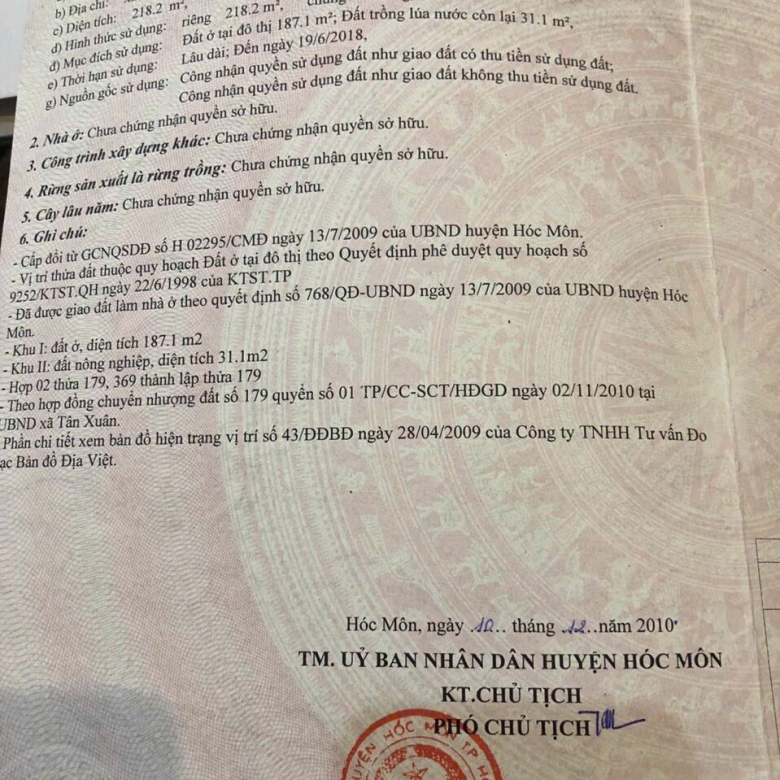 b) Địa chỉ:
c) Diện tích: 218.2 m²,
d) Hình thức sử dụng: riêng 218.2 m²,
đ) Mục đích sử dụng: Đất ở tại đô thị 187.1 m²; Đất trồng lúa nước còn lại 31.1 m²,
e) Thời hạn sử dụng: Lâu dài; Đến ngày 19/6/2018,
g) Nguồn gốc sử dụng: Công nhận quyền sử dụng đất như giao đất có thu tiền sử dụng đất;
Công nhận quyền sử dụng đất như giao đất không thu tiền sử dụng đất.
2. Nhà ở: Chưa chứng nhận quyền sở hữu.
3. Công trình xây dựng khác: Chưa chứng nhận quyền sở hữu.
4. Rừng sản xuất là rừng trồng: Chưa chứng nhận quyền sở hữu.
5. Cây lâu năm: Chưa chứng nhận quyền sở hữu.
6. Ghi chú:
- Cấp đổi từ GCNQSDĐ số H 02295/CMĐ ngày 13/7/2009 của UBND huyện Hóc Môn.
- Vị trí thửa đất thuộc quy hoạch Đất ở tại đô thị theo Quyết định phê duyệt quy hoạch số
9252/KTST.QH ngày 22/6/1998 của KTST.TP
- Đã được giao đất làm nhà ở theo quyết định số 768/QĐ-UBND ngày 13/7/2009 của UBND huyện Hóc
Môn.
- Khu I: đất ở, diện tích 187.1 m2
- Khu II: đất nông nghiệp, diện tích 31.1m2
- Hợp 02 thửa 179, 369 thành lập thửa 179
- Theo hợp đồng chuyển nhượng đất số 179 quyển số 01 TP/CC-SCT/HĐGD ngày 02/11/2010 tại
UBND xã Tân Xuân.
Phần chi tiết xem bản đồ hiện trạng vị trí số 43/ĐĐBĐ ngày 28/04/2009 của Công ty TNHH Tư vấn Đo
ạc Bản đồ Địa Việt.
Hóc Môn, ngày 10.. tháng 12..năm 2010
TM. UỶ BAN NHÂN DÂN HUYỆN HÓC MÔN
KT.CHỦ TỊCH
PHÓ CHỦ TỊCH
HUYỆN HÓC MÔN TP H